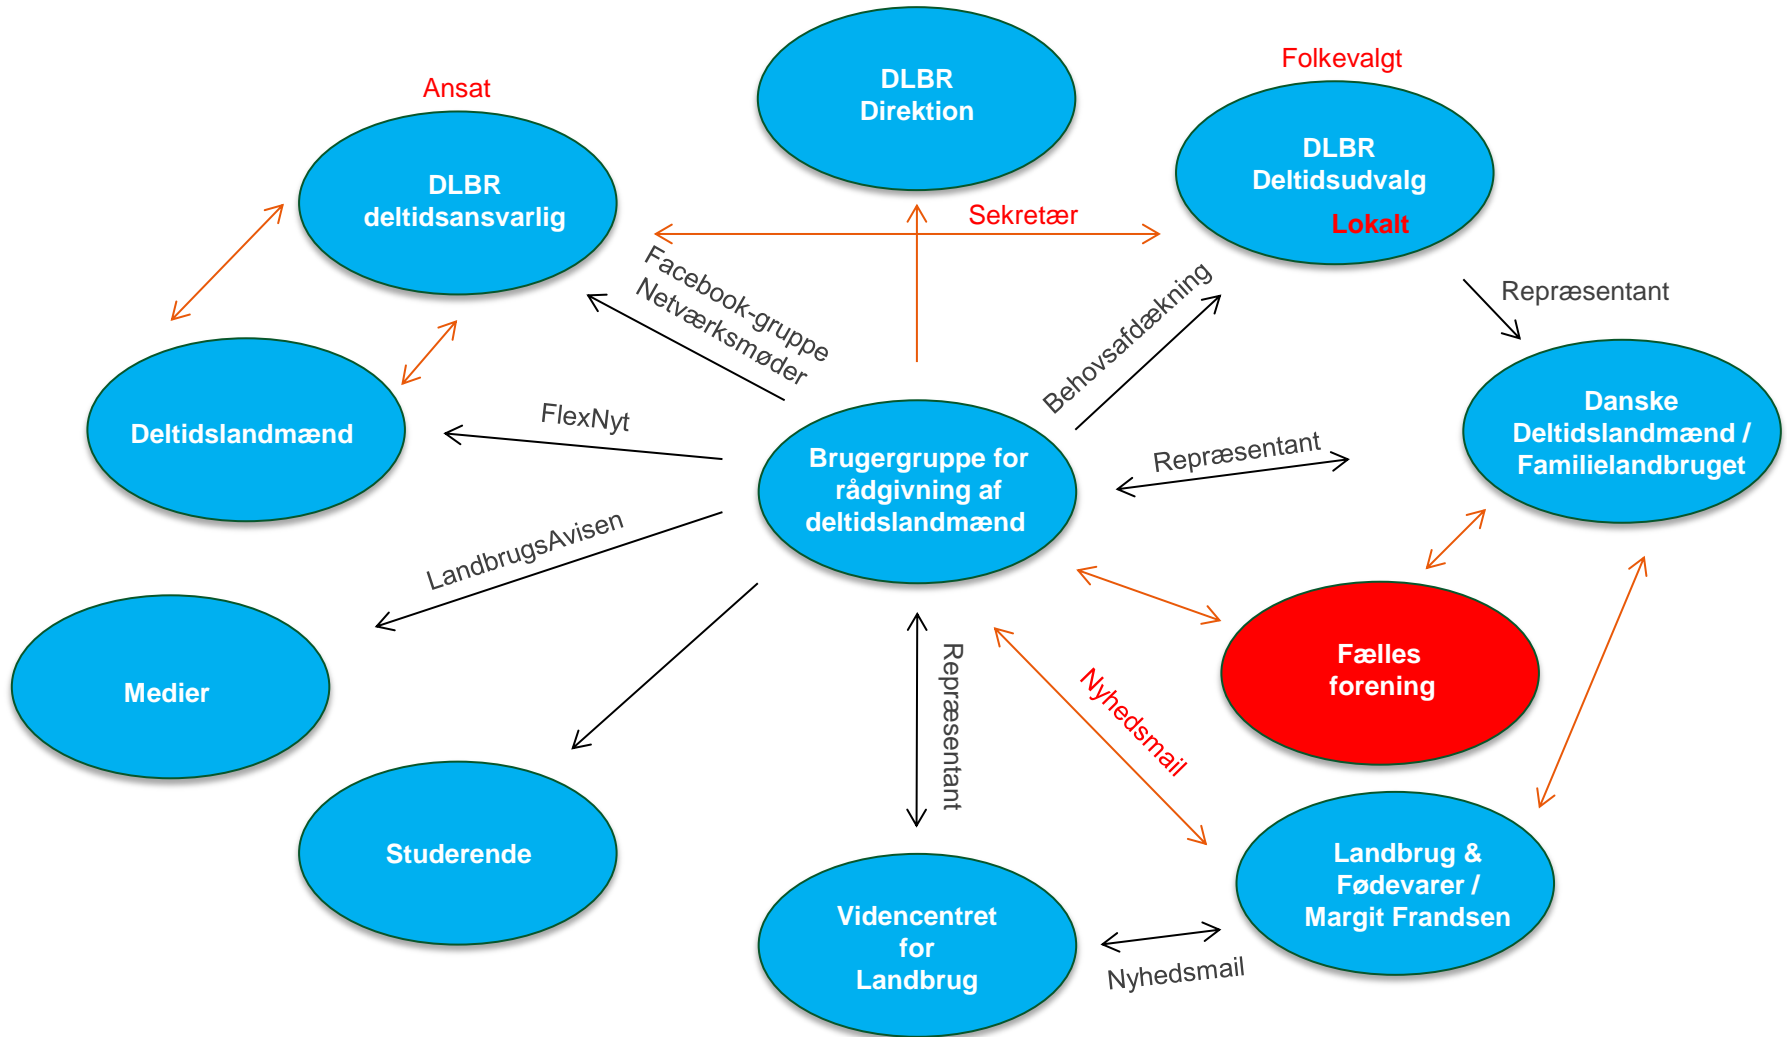 DLBR
Direktion
Folkevalgt
Ansat
DLBR
deltidsansvarlig
DLBR
Deltidsudvalg
Lokalt
Sekretær
Facebook-gruppe
Netværksmøder
Behovsafdækning
Repræsentant
Deltidslandmænd
FlexNyt
Brugergruppe for
rådgivning af
deltidslandmænd
Repræsentant
Danske
Deltidslandmænd /
Familielandbruget
LandbrugsAvisen
Medier
Fælles
forening
Repræsentant
Nyhedsmail
Studerende
Landbrug &
Fødevarer /
Margit Frandsen
Videncentret
for
Landbrug
Nyhedsmail